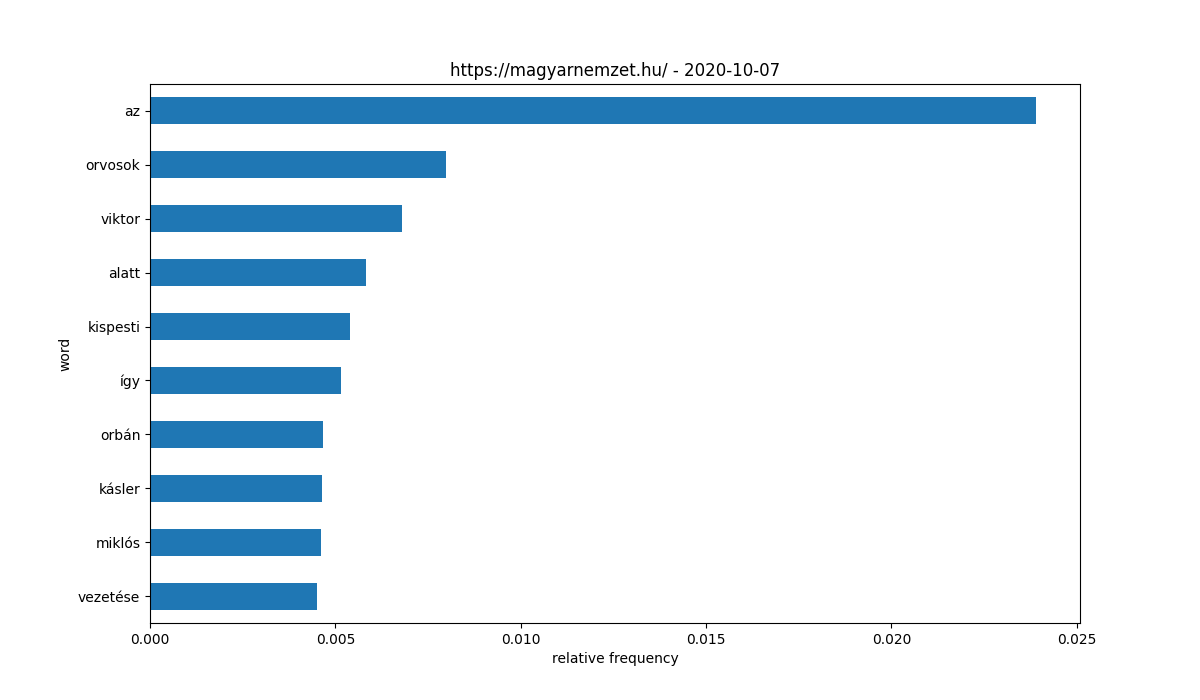 https://magyarnemzet.hu/ - 2020-10-07
az
orvosok
viktor
alatt
kispesti
így
orbán
kásler
miklós
vezetése
word
0.000 0.005 0.010 0.015 0.020 0.025
relative frequency